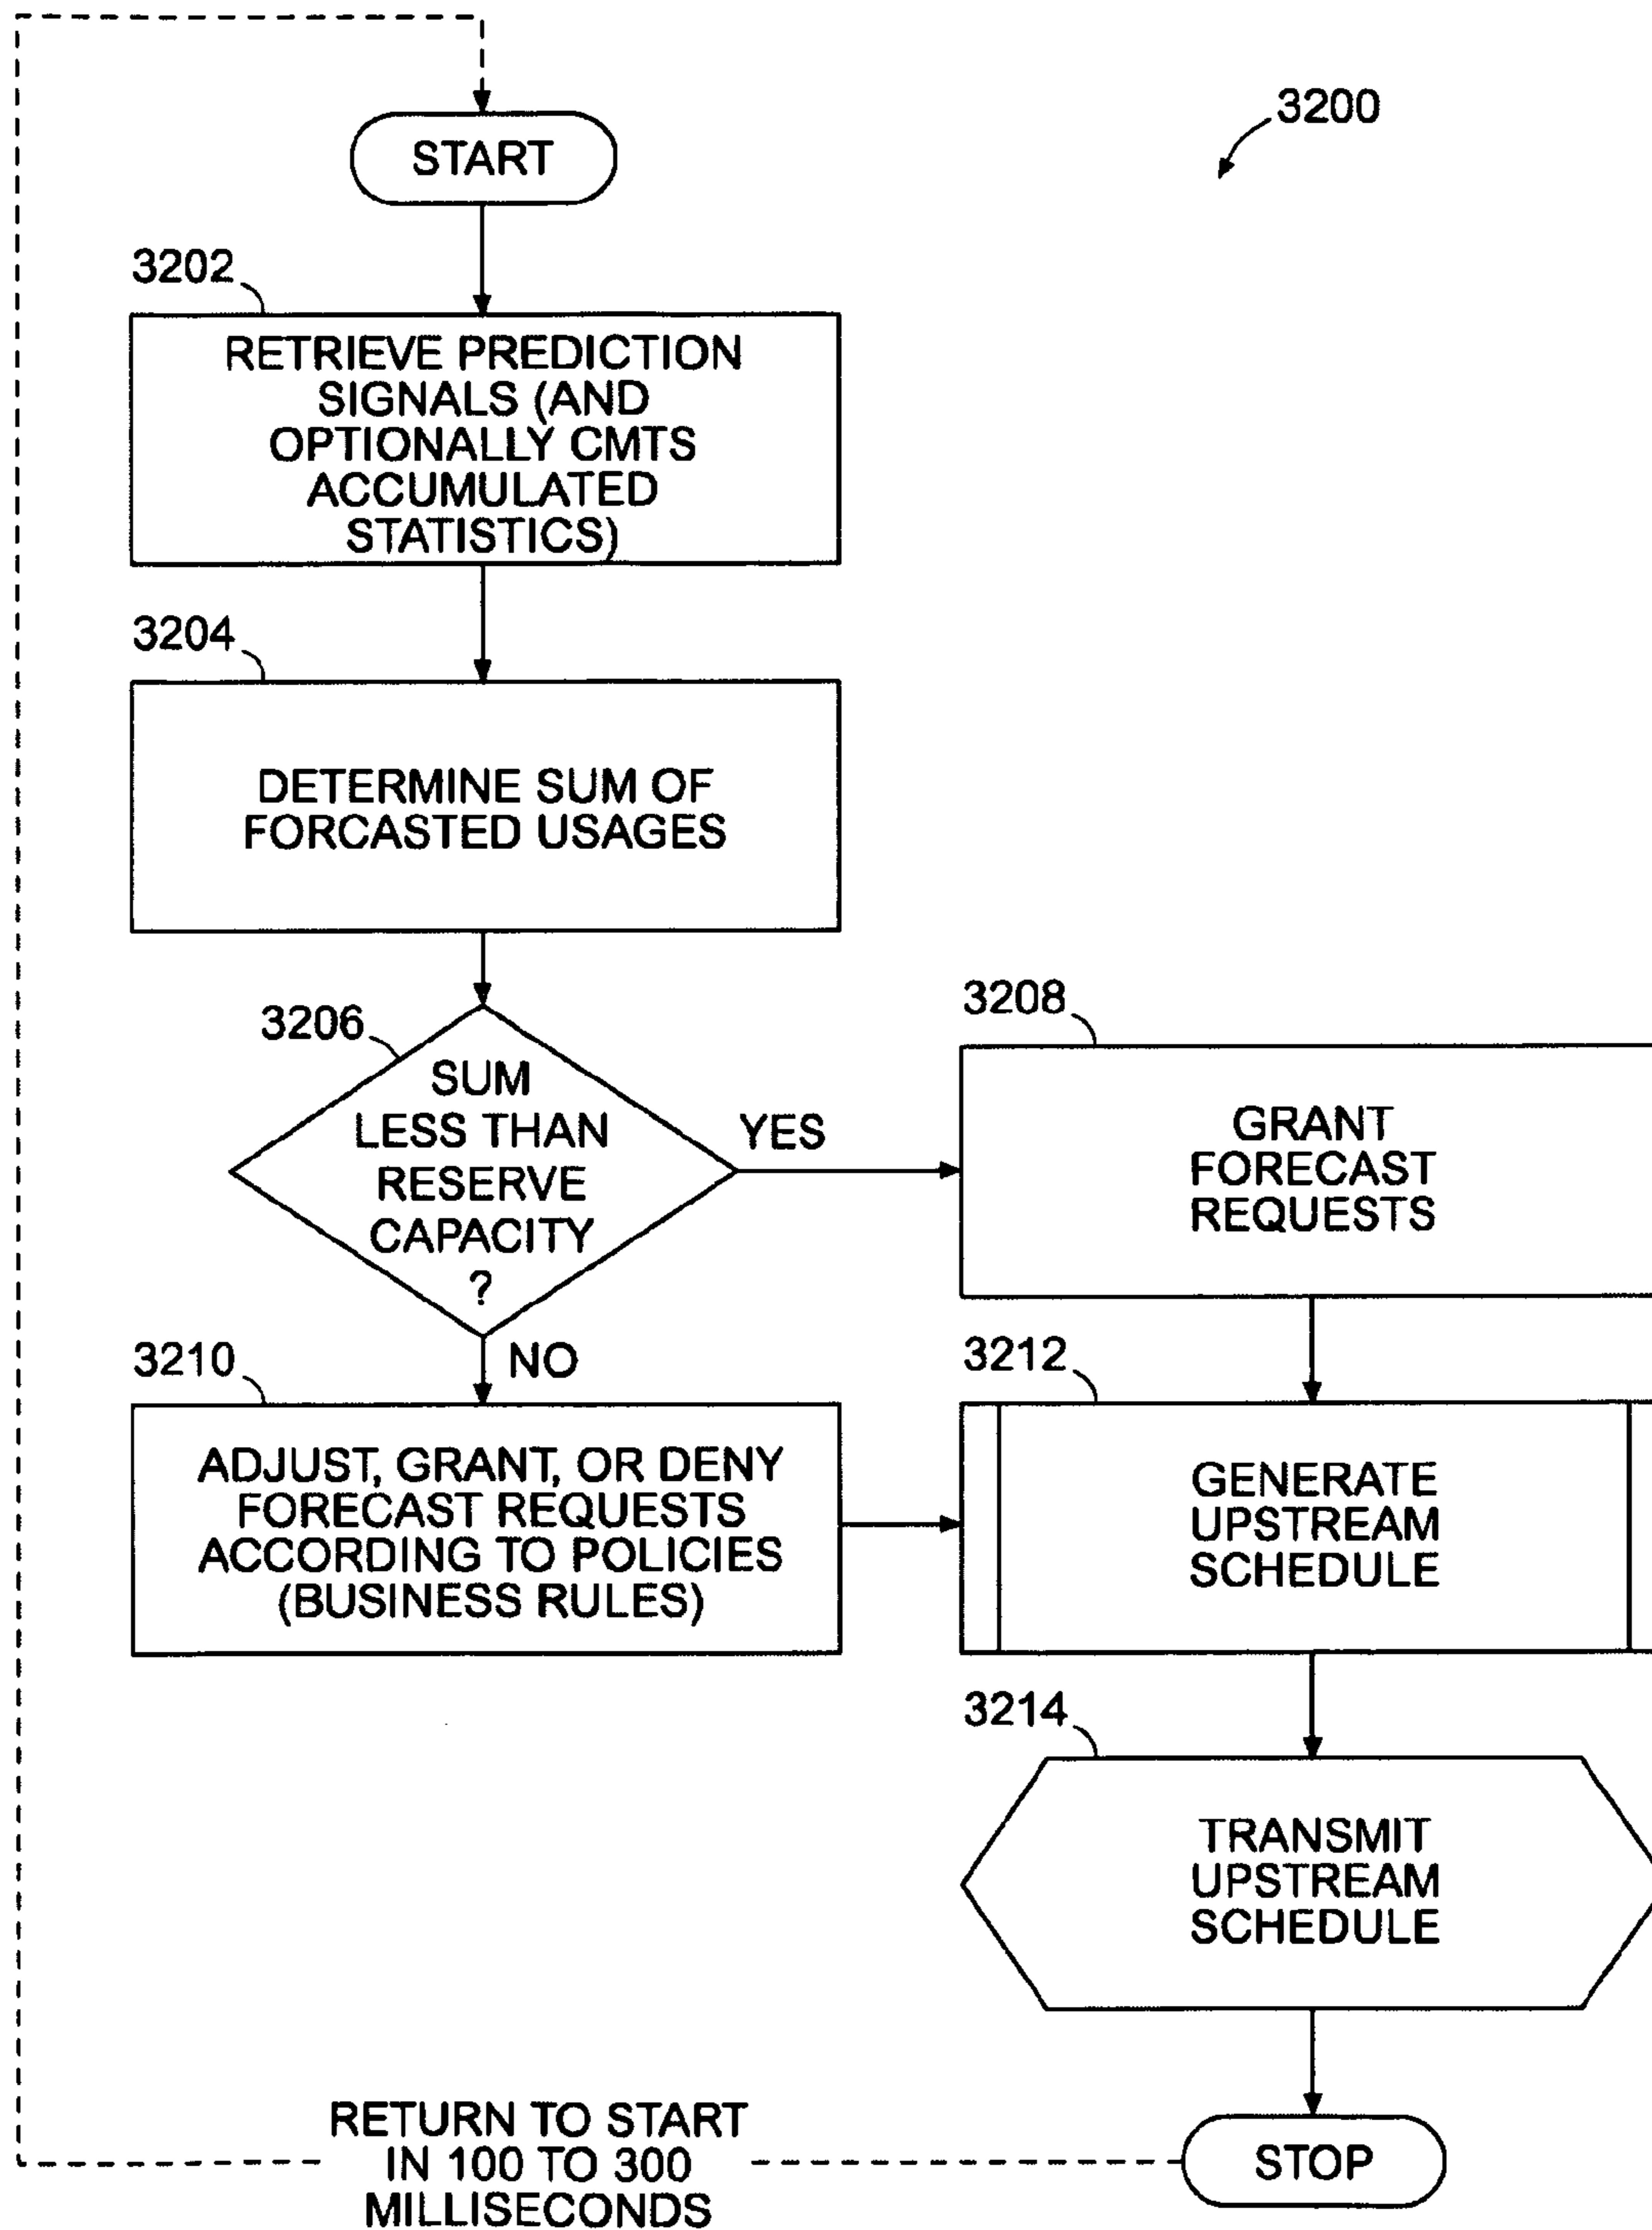 3200
START
3202
RETRIEVE PREDICTION
SIGNALS (AND
OPTIONALLY CMTS
ACCUMULATED
STATISTICS)
3204
DETERMINE SUM OF
FORCASTED USAGES
3206
SUM
LESS THAN
RESERVE
CAPACITY
?
YES
NO
3208
GRANT
FORECAST
REQUESTS
3210
ADJUST, GRANT, OR DENY
FORECAST REQUESTS
ACCORDING TO POLICIES
(BUSINESS RULES)
3212
GENERATE
UPSTREAM
SCHEDULE
3214
TRANSMIT
UPSTREAM
SCHEDULE
STOP
RETURN TO START
IN 100 TO 300
MILLISECONDS